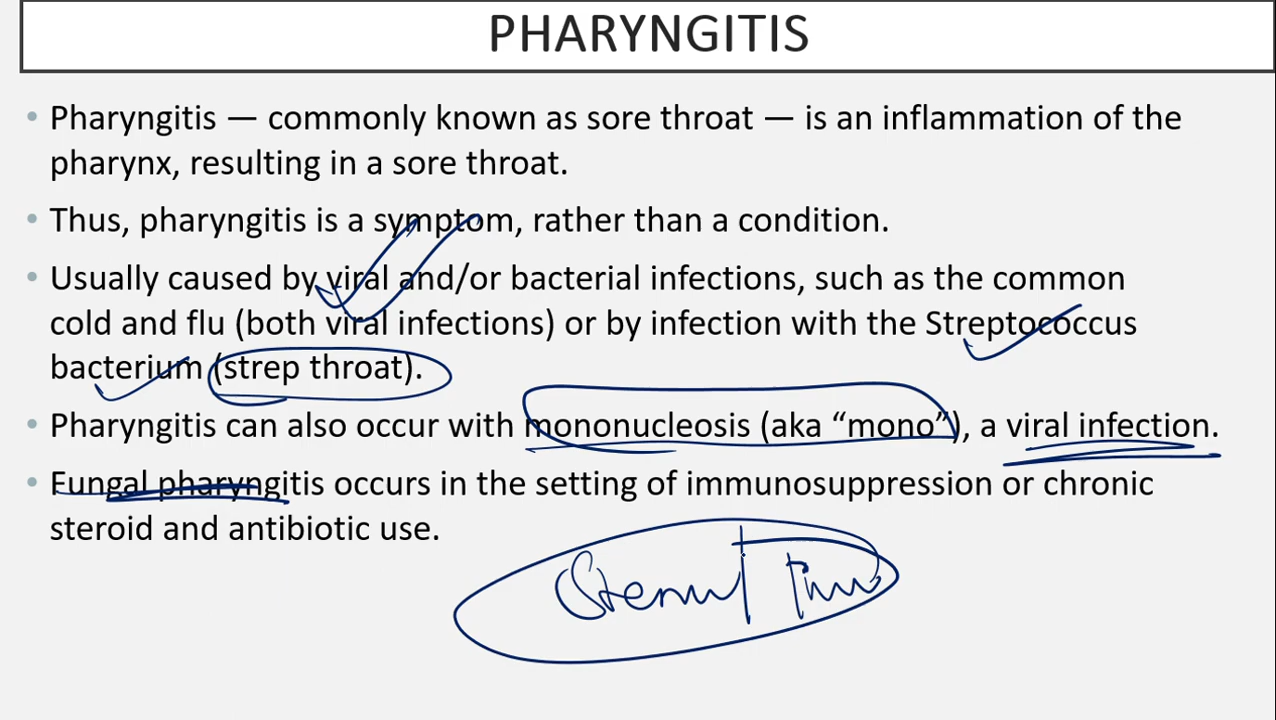 PHARYNGITIS
• Pharyngitis — commonly known as sore throat — is an inflammation of the
pharynx, resulting in a sore throat.
• Thus, pharyngitis is a symptom, rather than a condition.
• Usually caused by viral and/or bacterial infections, such as the common
cold and flu (both viral infections) or by infection with the Streptococcus
bacterium (strep throat).
• Pharyngitis can also occur with mononucleosis (aka “mono”), a viral infection.
• Fungal pharyngitis occurs in the setting of immunosuppression or chronic
steroid and antibiotic use.